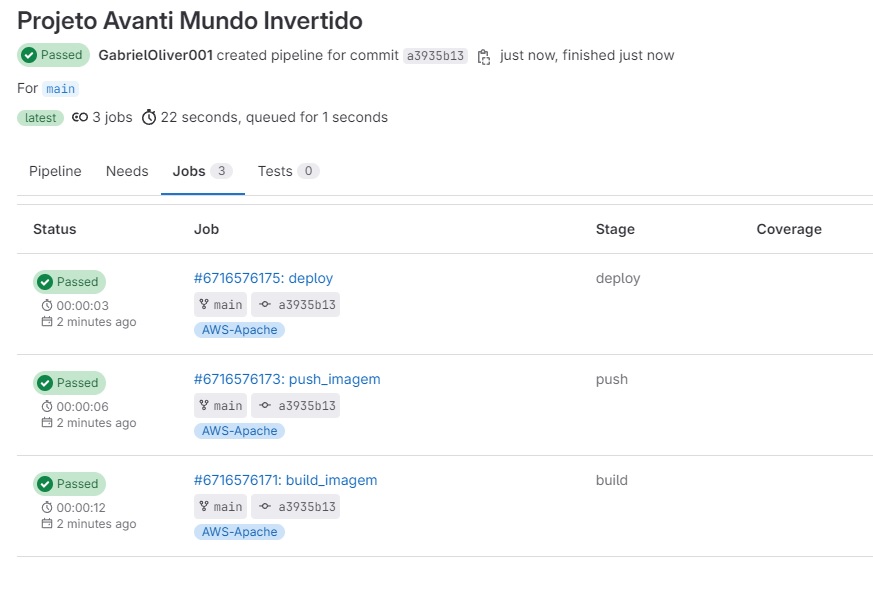 Projeto Avanti Mundo Invertido
Passed GabrielOliver001 created pipeline for commit a3935b13 just now, finished just now
For main
latest 3 jobs 22 seconds, queued for 1 seconds
Pipeline Needs Jobs 3 Tests 0
Status Job Stage Coverage
Passed #6716576175: deploy deploy
00:00:03 main a3935b13
2 minutes ago AWS-Apache
Passed #6716576173: push_imagem push
00:00:06 main a3935b13
2 minutes ago AWS-Apache
Passed #6716576171: build_imagem build
00:00:12 main a3935b13
2 minutes ago AWS-Apache